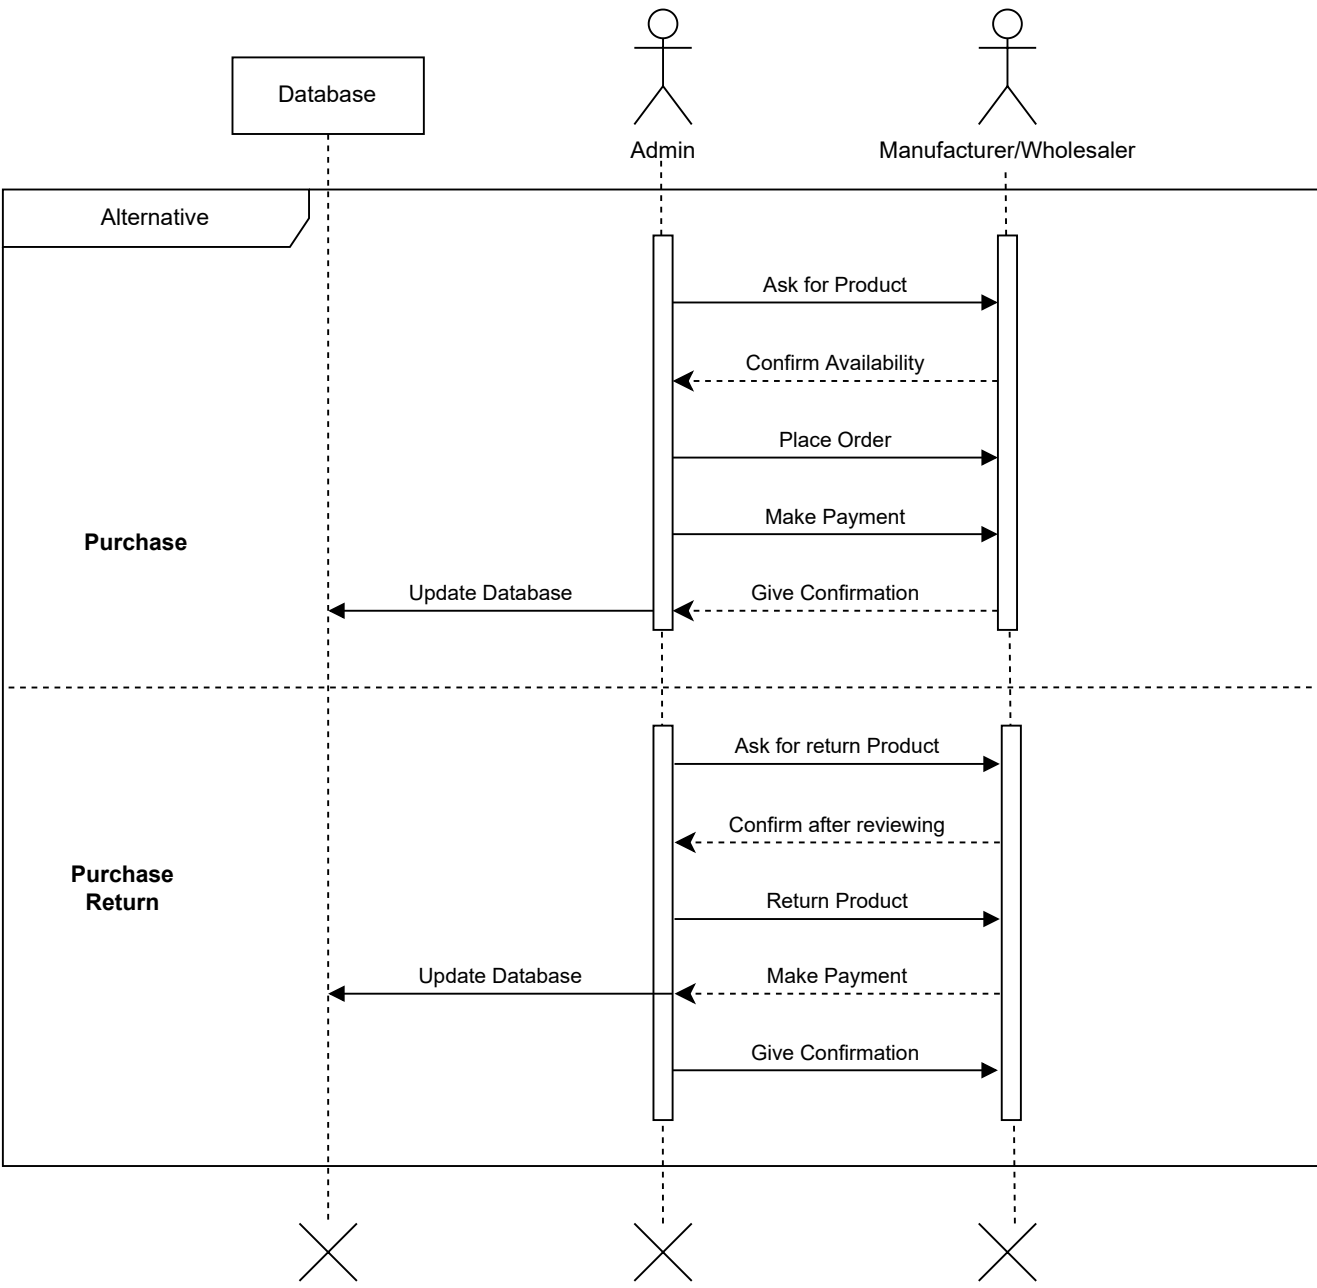 Database
Admin
Manufacturer/Wholesaler
Alternative
Ask for Product
Confirm Availability
Place Order
Make Payment
Purchase
Update Database
Give Confirmation
Ask for return Product
Confirm after reviewing
Purchase
Return
Return Product
Update Database
Make Payment
Give Confirmation